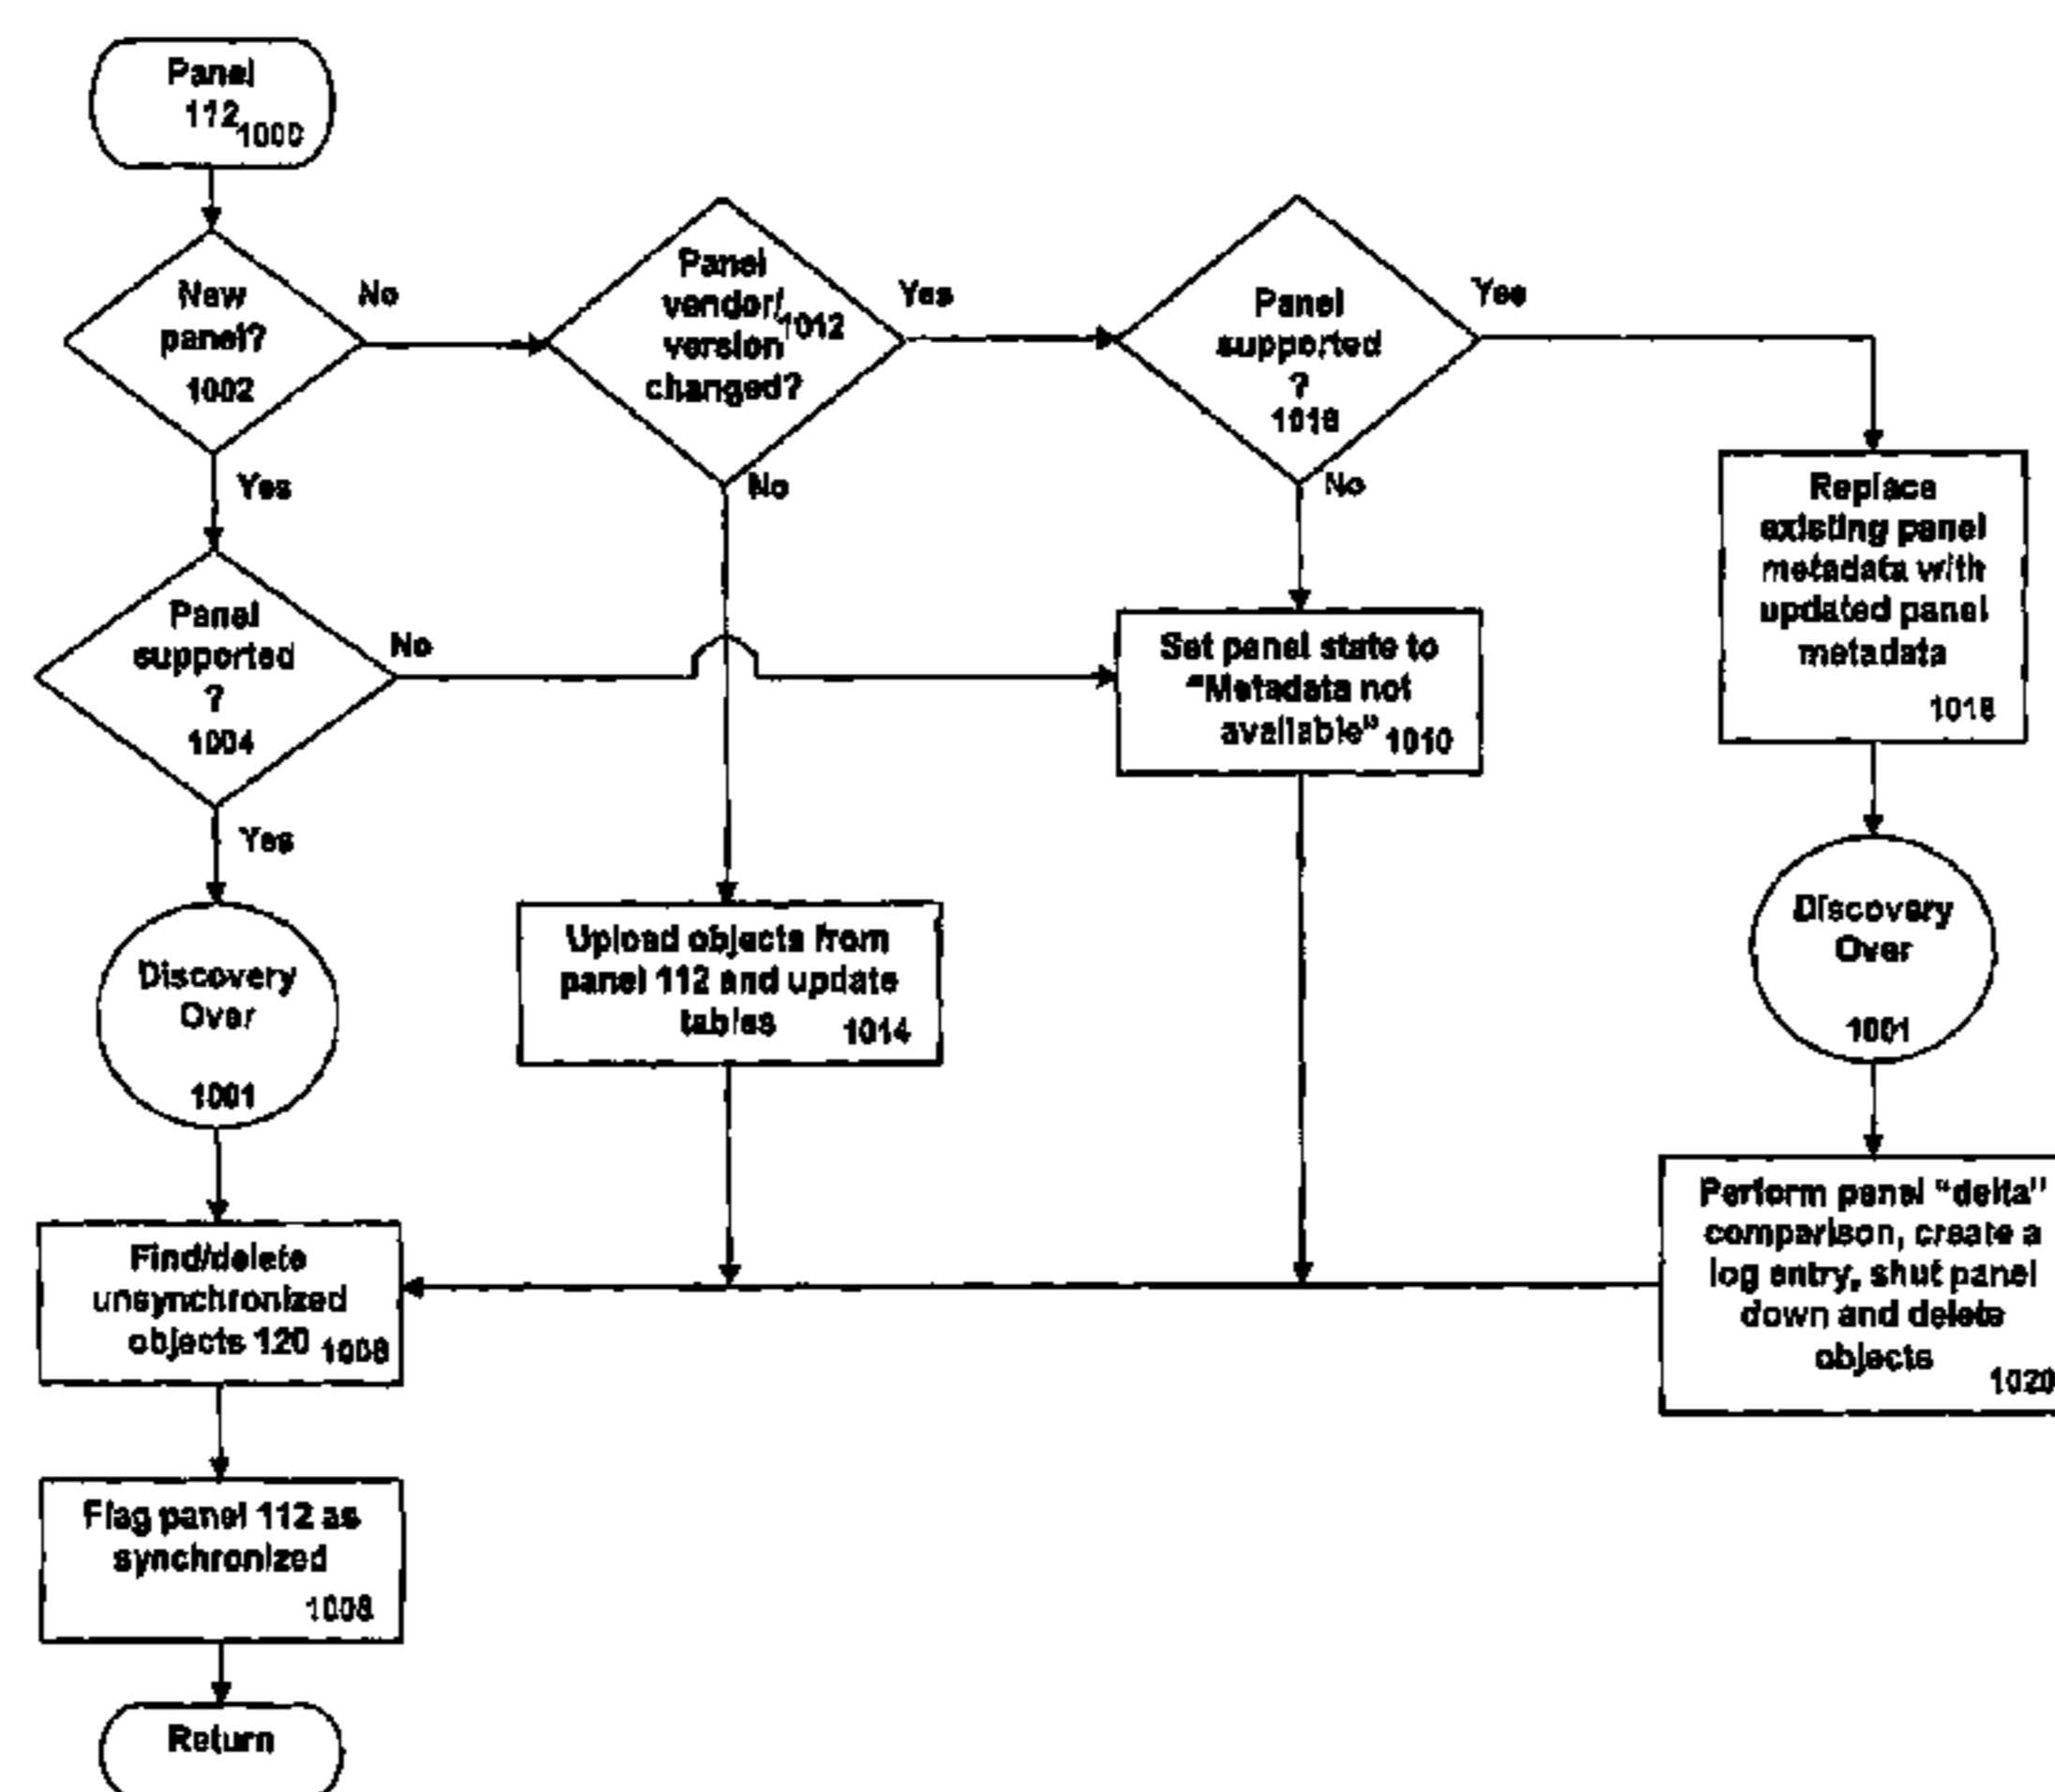 Panel
112
1000
New
panel?
1002
No
Yes
Panel
vendor/
version
changed?
1012
Yes
No
Panel
supported
?
1016
Yes
No
Replace
existing panel
metadata with
updated panel
metadata
1018
Panel
supported
?
1004
No
Yes
Set panel state to
"Metadata not
available"
1010
Discovery
Over
1001
Upload objects from
panel 112 and update
tables
1014
Discovery
Over
1001
Find/delete
unsynchronized
objects 120
Perform panel “delta”
comparison, create a
log entry, shut panel
down and delete
objects
1020
Flag panel 112 as
synchronized
1008
Return